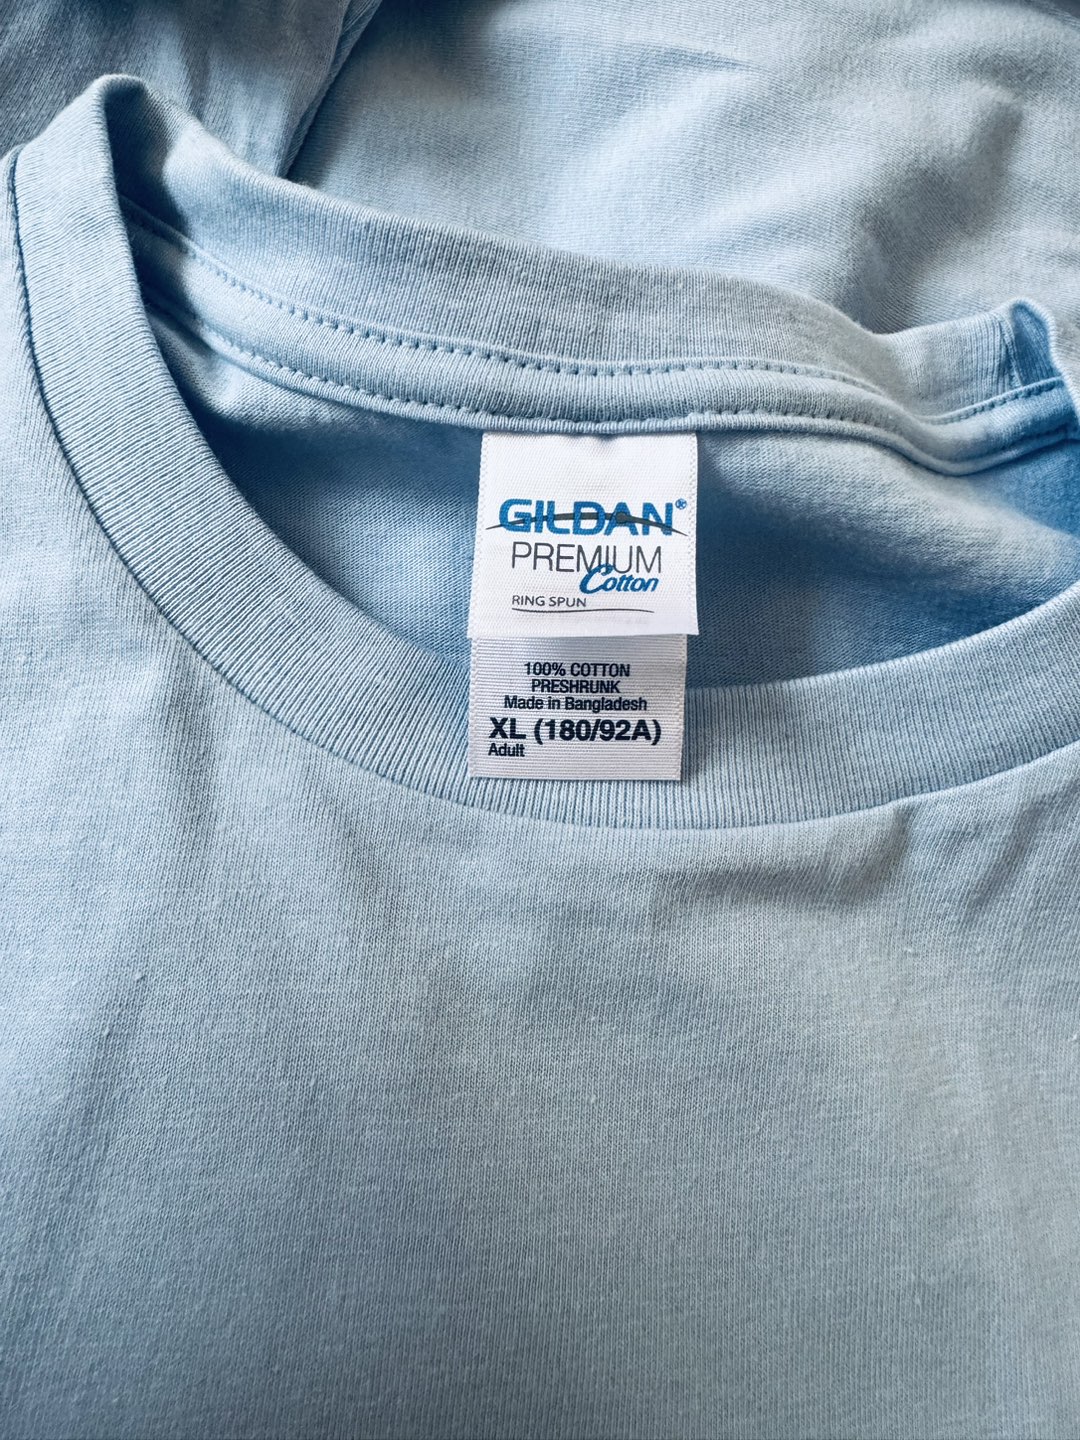 GILDAN®
PREMIUM
Cotton
RING SPUN
100% COTTON
PRESHRUNK
Made in Bangladesh
XL (180/92A)
Adult